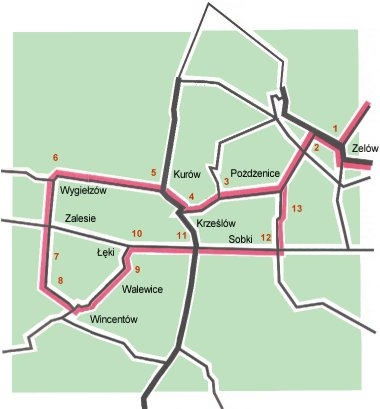 1
Zelów
2
6
5
Kurów
Pożdżenice
Wygiełzów
4
3
13
Zalesie
Krześlów
10
11
Sobki
12
Łęki
7
9
8
Walewice
Wincentów